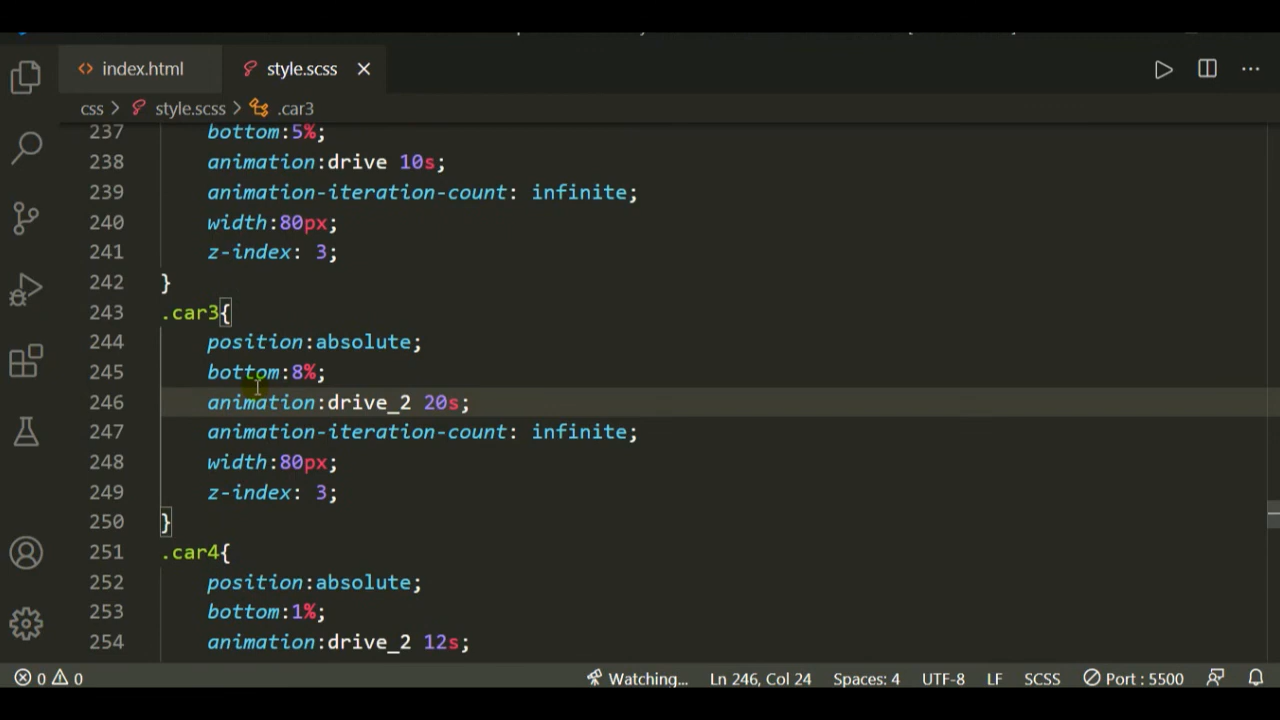 index.html
style.scss
css > style.scss > .car3
237 bottom:5%;
238 animation:drive 10s;
239 animation-iteration-count: infinite;
240 width:80px;
241 z-index: 3;
242 }
243 .car3{
244 position:absolute;
245 bottom:8%;
246 animation:drive_2 20s;
247 animation-iteration-count: infinite;
248 width:80px;
249 z-index: 3;
250 }
251 .car4{
252 position:absolute;
253 bottom:1%;
254 animation:drive_2 12s;
0 0 Watching... Ln 246, Col 24 Spaces: 4 UTF-8 LF SCSS Port : 5500